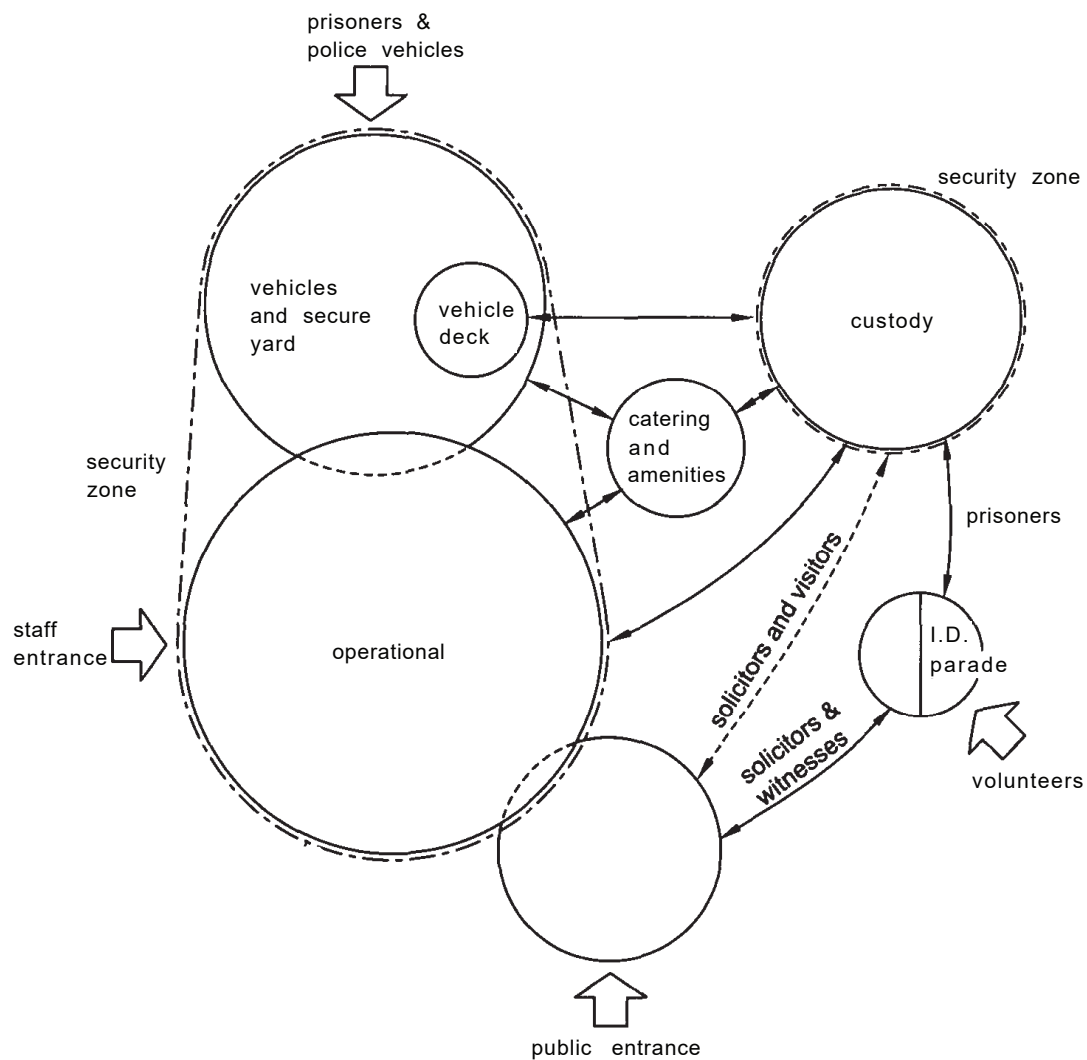 prisoners &
police vehicles
security zone
vehicles
and secure
yard
vehicle
deck
custody
catering
and
amenities
security
zone
prisoners
solicitors and visitors
staff
entrance
operational
I.D.
parade
solicitors &
witnesses
volunteers
public entrance